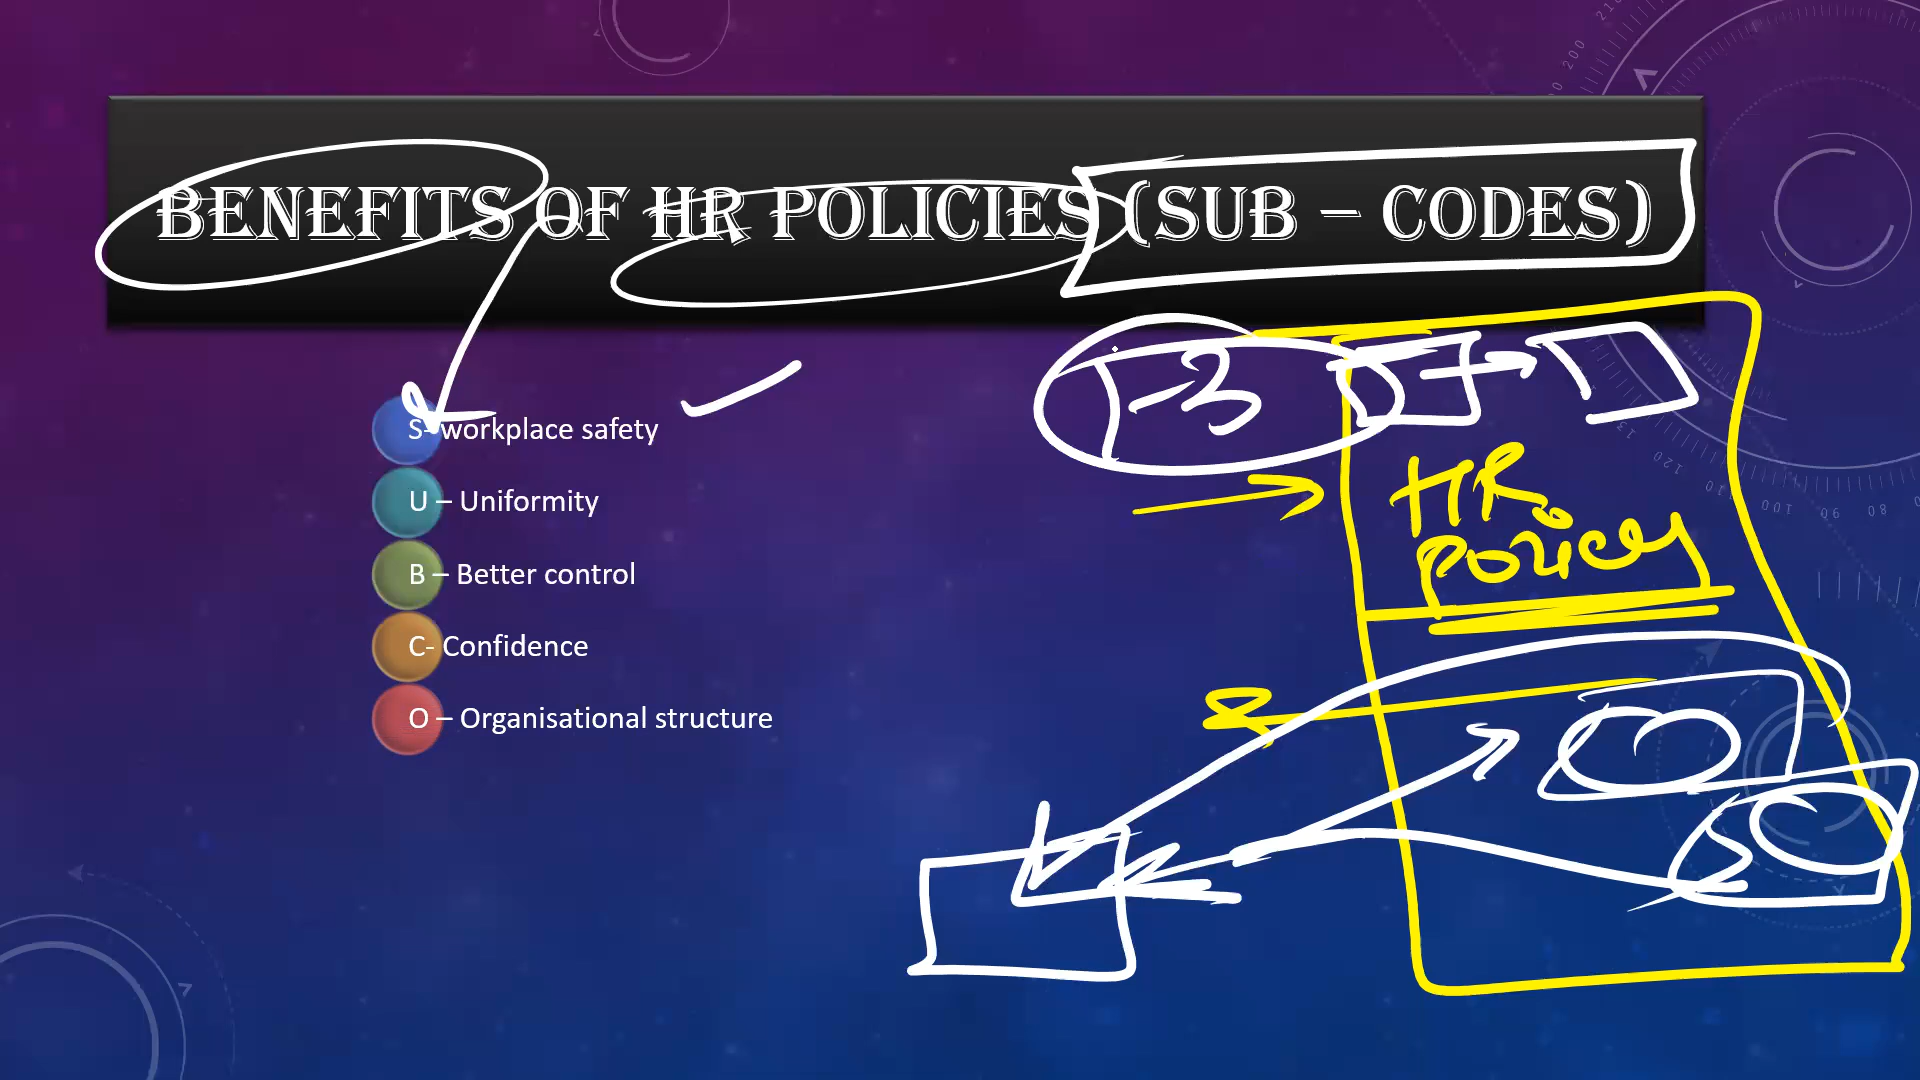 BENEFITS OF HR POLICIES (SUB – CODES)
S- workplace safety
U – Uniformity
B – Better control
C- Confidence
O – Organisational structure
1-3
HR
Policy